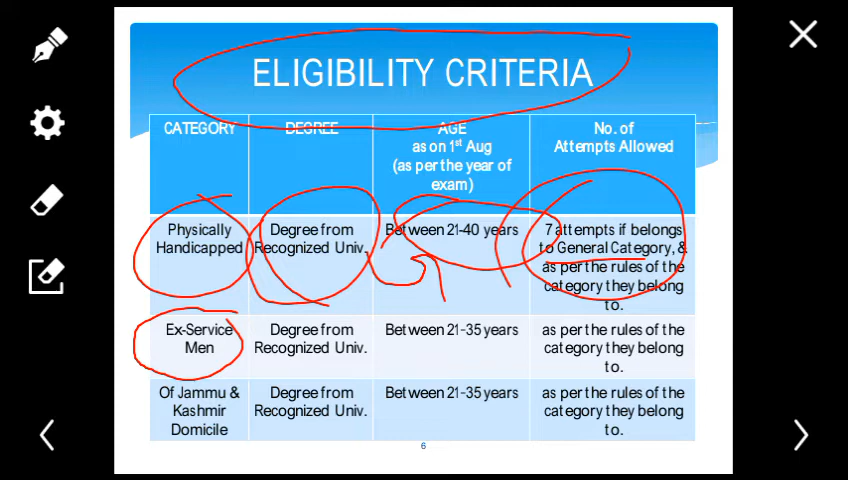 ELIGIBILITY CRITERIA
CATEGORY
DEGREE
AGE
as on 1st Aug
(as per the year of
exam)
No. of
Attempts Allowed
Physically
Handicapped
Degree from
Recognized Univ.
Between 21-40 years
7 attempts if belongs
to General Category, &
as per the rules of the
category they belong
to.
Ex-Service
Men
Degree from
Recognized Univ.
Between 21-35 years
as per the rules of the
category they belong
to.
Of Jammu &
Kashmir
Domicile
Degree from
Recognized Univ.
Between 21-35 years
as per the rules of the
category they belong
to.
6